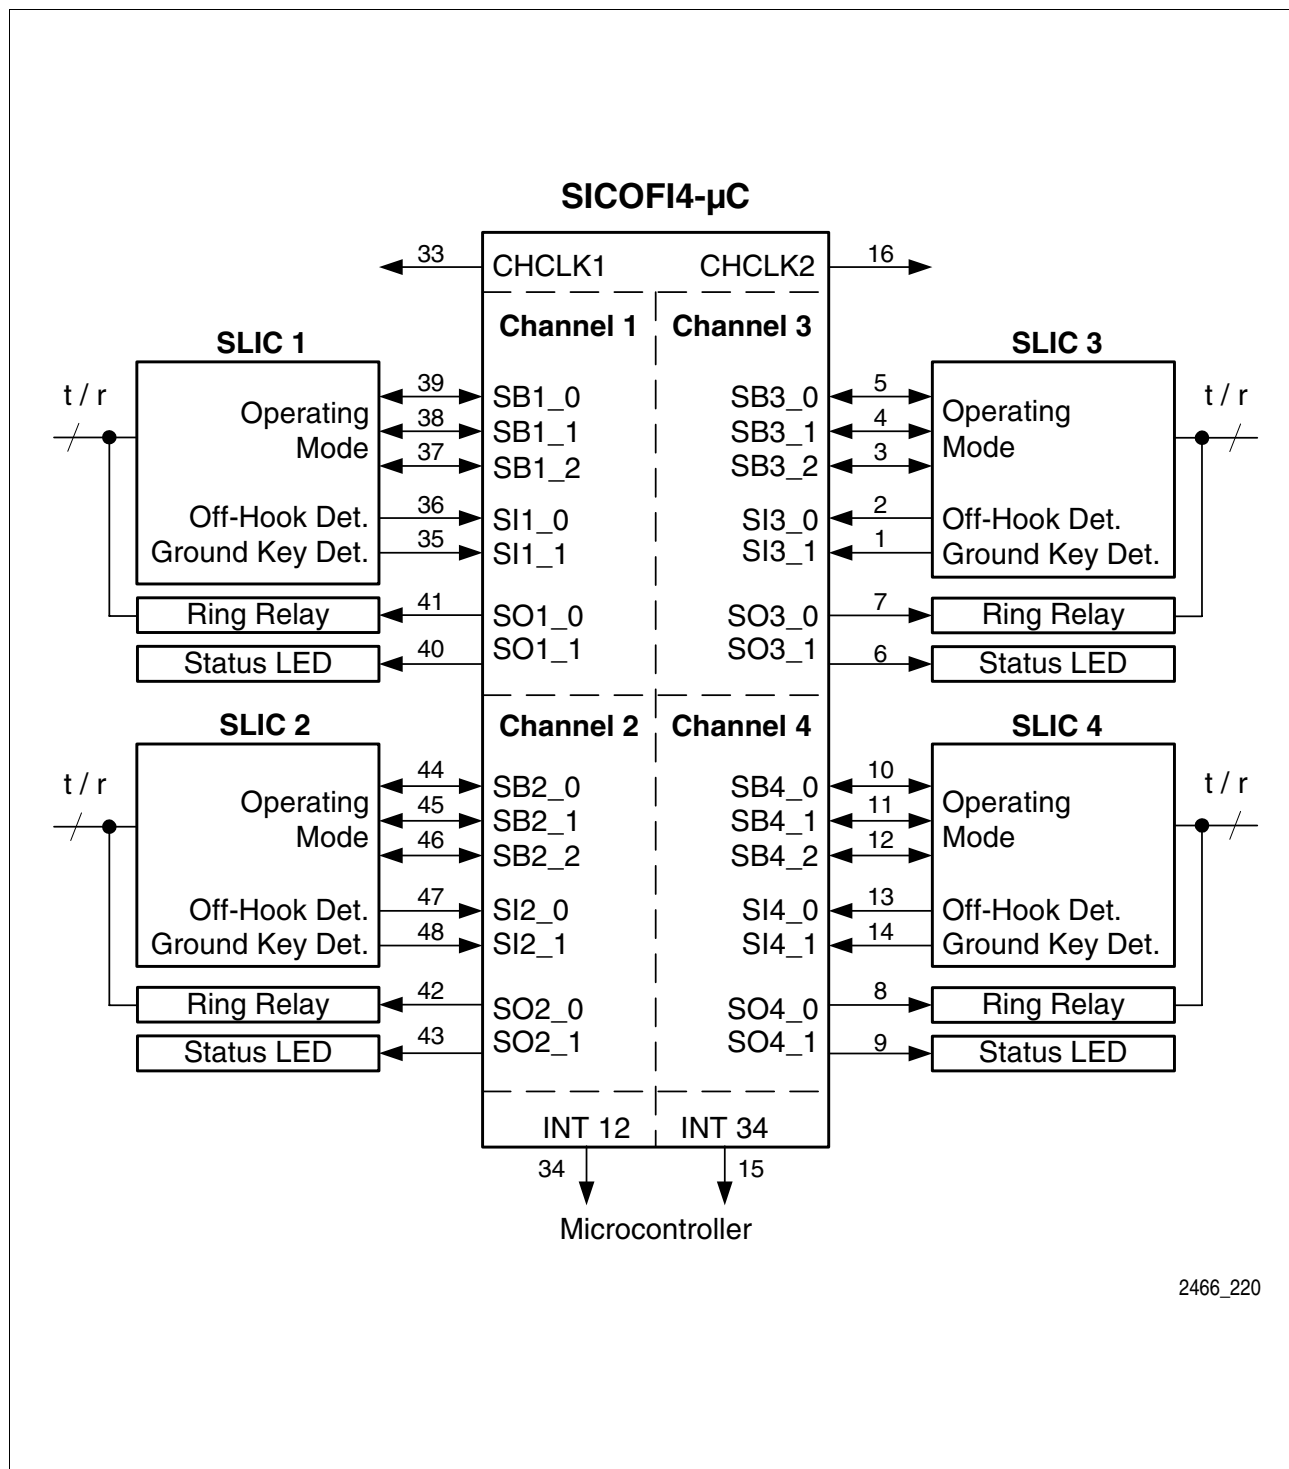 SICOFI4-µC
33 CHCLK1 CHCLK2 16
Channel 1 Channel 3
SLIC 1
t / r
Operating
Mode
Off-Hook Det.
Ground Key Det.
Ring Relay
Status LED
39 SB1_0
38 SB1_1
37 SB1_2
36 SI1_0
35 SI1_1
41 SO1_0
40 SO1_1
SLIC 3
t / r
SB3_0 5
SB3_1 4
SB3_2 3
SI3_0 2
SI3_1 1
SO3_0 7
SO3_1 6
Operating
Mode
Off-Hook Det.
Ground Key Det.
Ring Relay
Status LED
Channel 2 Channel 4
SLIC 2
t / r
Operating
Mode
Off-Hook Det.
Ground Key Det.
Ring Relay
Status LED
44 SB2_0
45 SB2_1
46 SB2_2
47 SI2_0
48 SI2_1
42 SO2_0
43 SO2_1
SLIC 4
t / r
SB4_0 10
SB4_1 11
SB4_2 12
SI4_0 13
SI4_1 14
SO4_0 8
SO4_1 9
Operating
Mode
Off-Hook Det.
Ground Key Det.
Ring Relay
Status LED
INT 12 INT 34
34 15
Microcontroller
2466_220